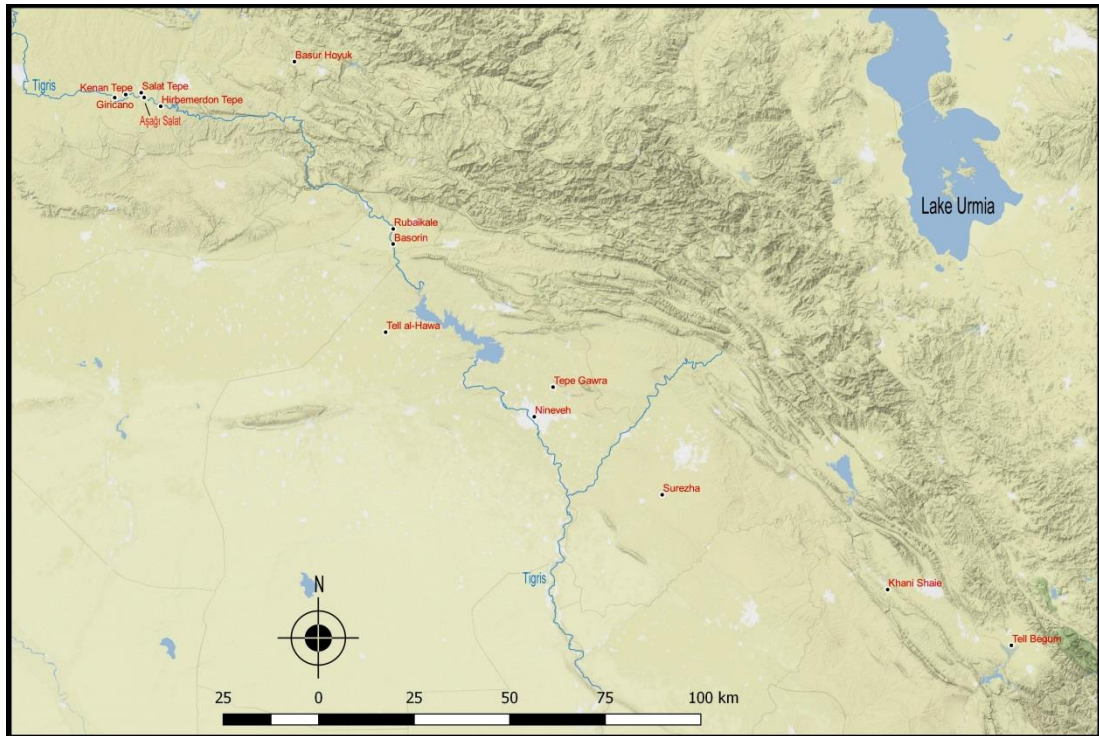 Basur Hoyuk
Tigris
Kenan Tepe
Salat Tepe
Giricano
Hirbemerdon Tepe
Aşağı Salat
Lake Urmia
Rubaikale
Basorin
Tell al-Hawa
Tepe Gawra
Nineveh
Surezha
Tigris
Khani Shaie
N
Tell Begum
25 0 25 50 75 100 km